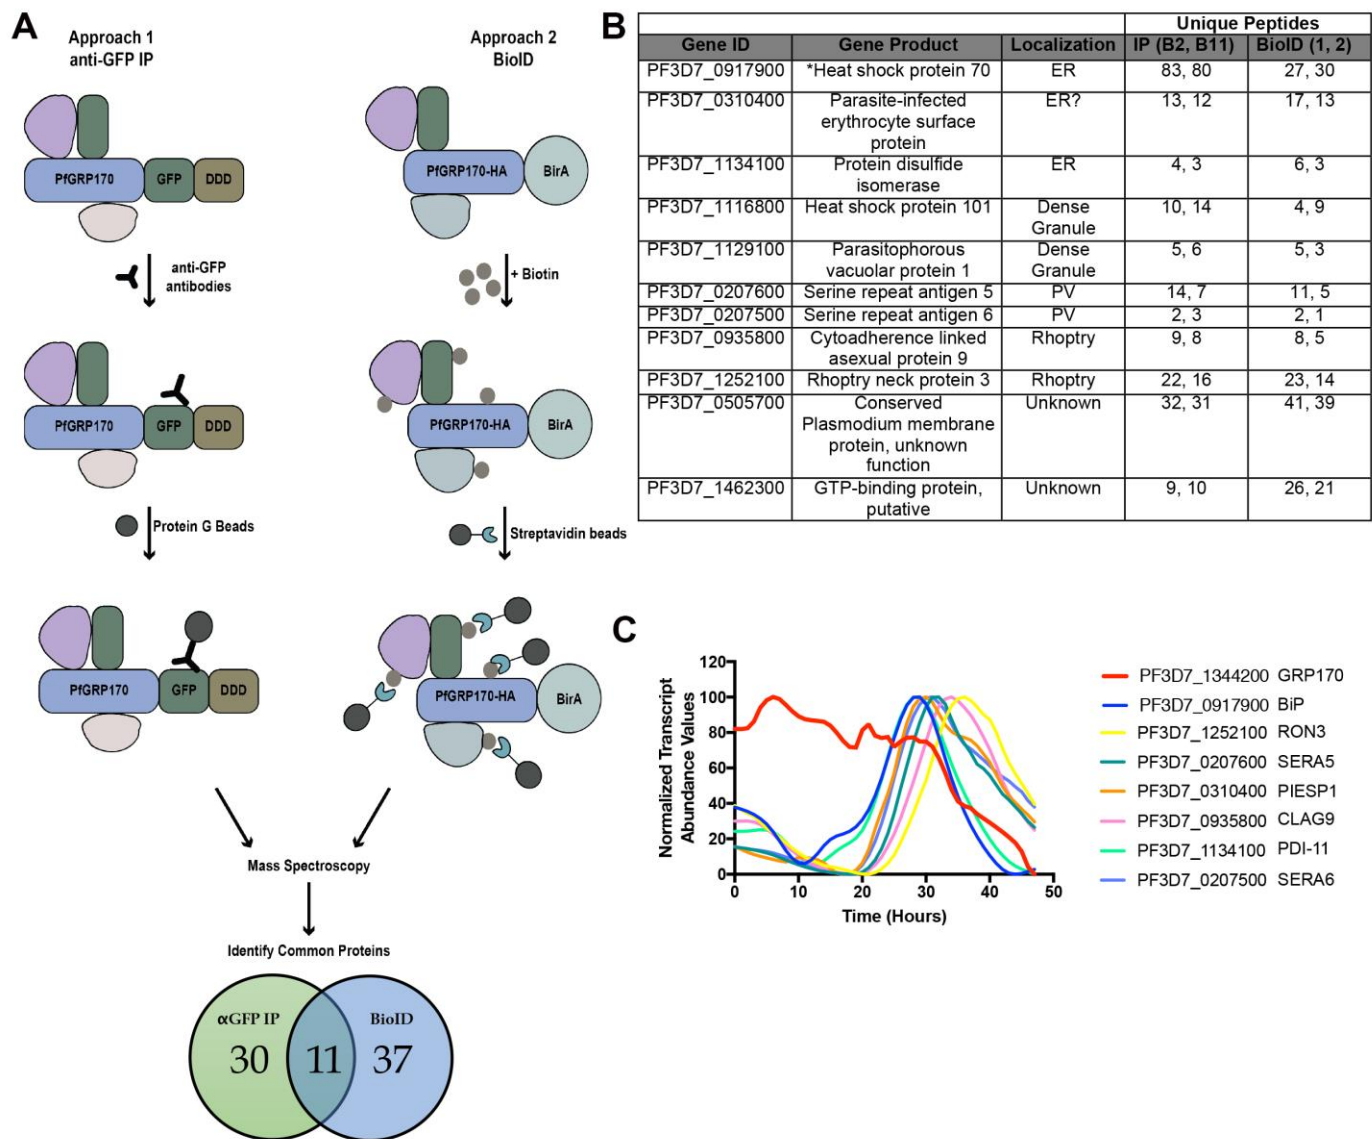 A
Approach 1
anti-GFP IP
Approach 2
BioID
PfGRP170
GFP
DDD
PfGRP170-HA
BirA
anti-GFP
antibodies
+ Biotin
PfGRP170
GFP
DDD
PfGRP170-HA
BirA
Protein G Beads
Streptavidin beads
PfGRP170
GFP
DDD
PfGRP170-HA
BirA
Mass Spectroscopy
Identify Common Proteins
αGFP IP
BioID
30
11
37
B
Unique Peptides
Gene ID Gene Product Localization IP (B2, B11) BioID (1, 2)
PF3D7_0917900 *Heat shock protein 70 ER 83, 80 27, 30
PF3D7_0310400 Parasite-infected ER? 13, 12 17, 13
erythrocyte surface
protein
PF3D7_1134100 Protein disulfide ER 4, 3 6, 3
isomerase
PF3D7_1116800 Heat shock protein 101 Dense 10, 14 4, 9
Granule
PF3D7_1129100 Parasitophorous Dense 5, 6 5, 3
vacuolar protein 1 Granule
PF3D7_0207600 Serine repeat antigen 5 PV 14, 7 11, 5
PF3D7_0207500 Serine repeat antigen 6 PV 2, 3 2, 1
PF3D7_0935800 Cytoadherence linked Rhoptry 9, 8 8, 5
asexual protein 9
PF3D7_1252100 Rhoptry neck protein 3 Rhoptry 22, 16 23, 14
PF3D7_0505700 Conserved Unknown 32, 31 41, 39
Plasmodium membrane
protein, unknown
function
PF3D7_1462300 GTP-binding protein, Unknown 9, 10 26, 21
putative
C
Normalized Transcript
Abundance Values
120
100
80
60
40
20
0
0 10 20 30 40 50
Time (Hours)
PF3D7_1344200 GRP170
PF3D7_0917900 BiP
PF3D7_1252100 RON3
PF3D7_0207600 SERA5
PF3D7_0310400 PIESP1
PF3D7_0935800 CLAG9
PF3D7_1134100 PDI-11
PF3D7_0207500 SERA6